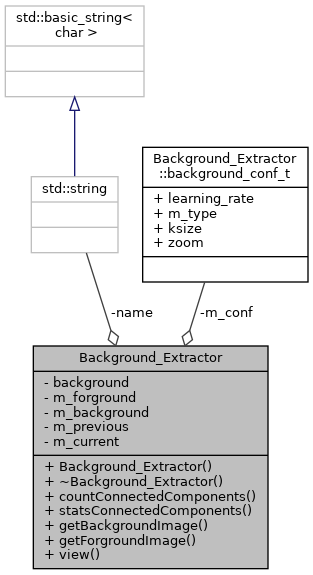 std::basic_string<
char >
std::string
Background_Extractor
::background_conf_t
+ learning_rate
+ m_type
+ ksize
+ zoom
-name
-m_conf
Background_Extractor
- background
- m_forground
- m_background
- m_previous
- m_current
+ Background_Extractor()
+ ~Background_Extractor()
+ countConnectedComponents()
+ statsConnectedComponents()
+ getBackgroundImage()
+ getForgroundImage()
+ view()